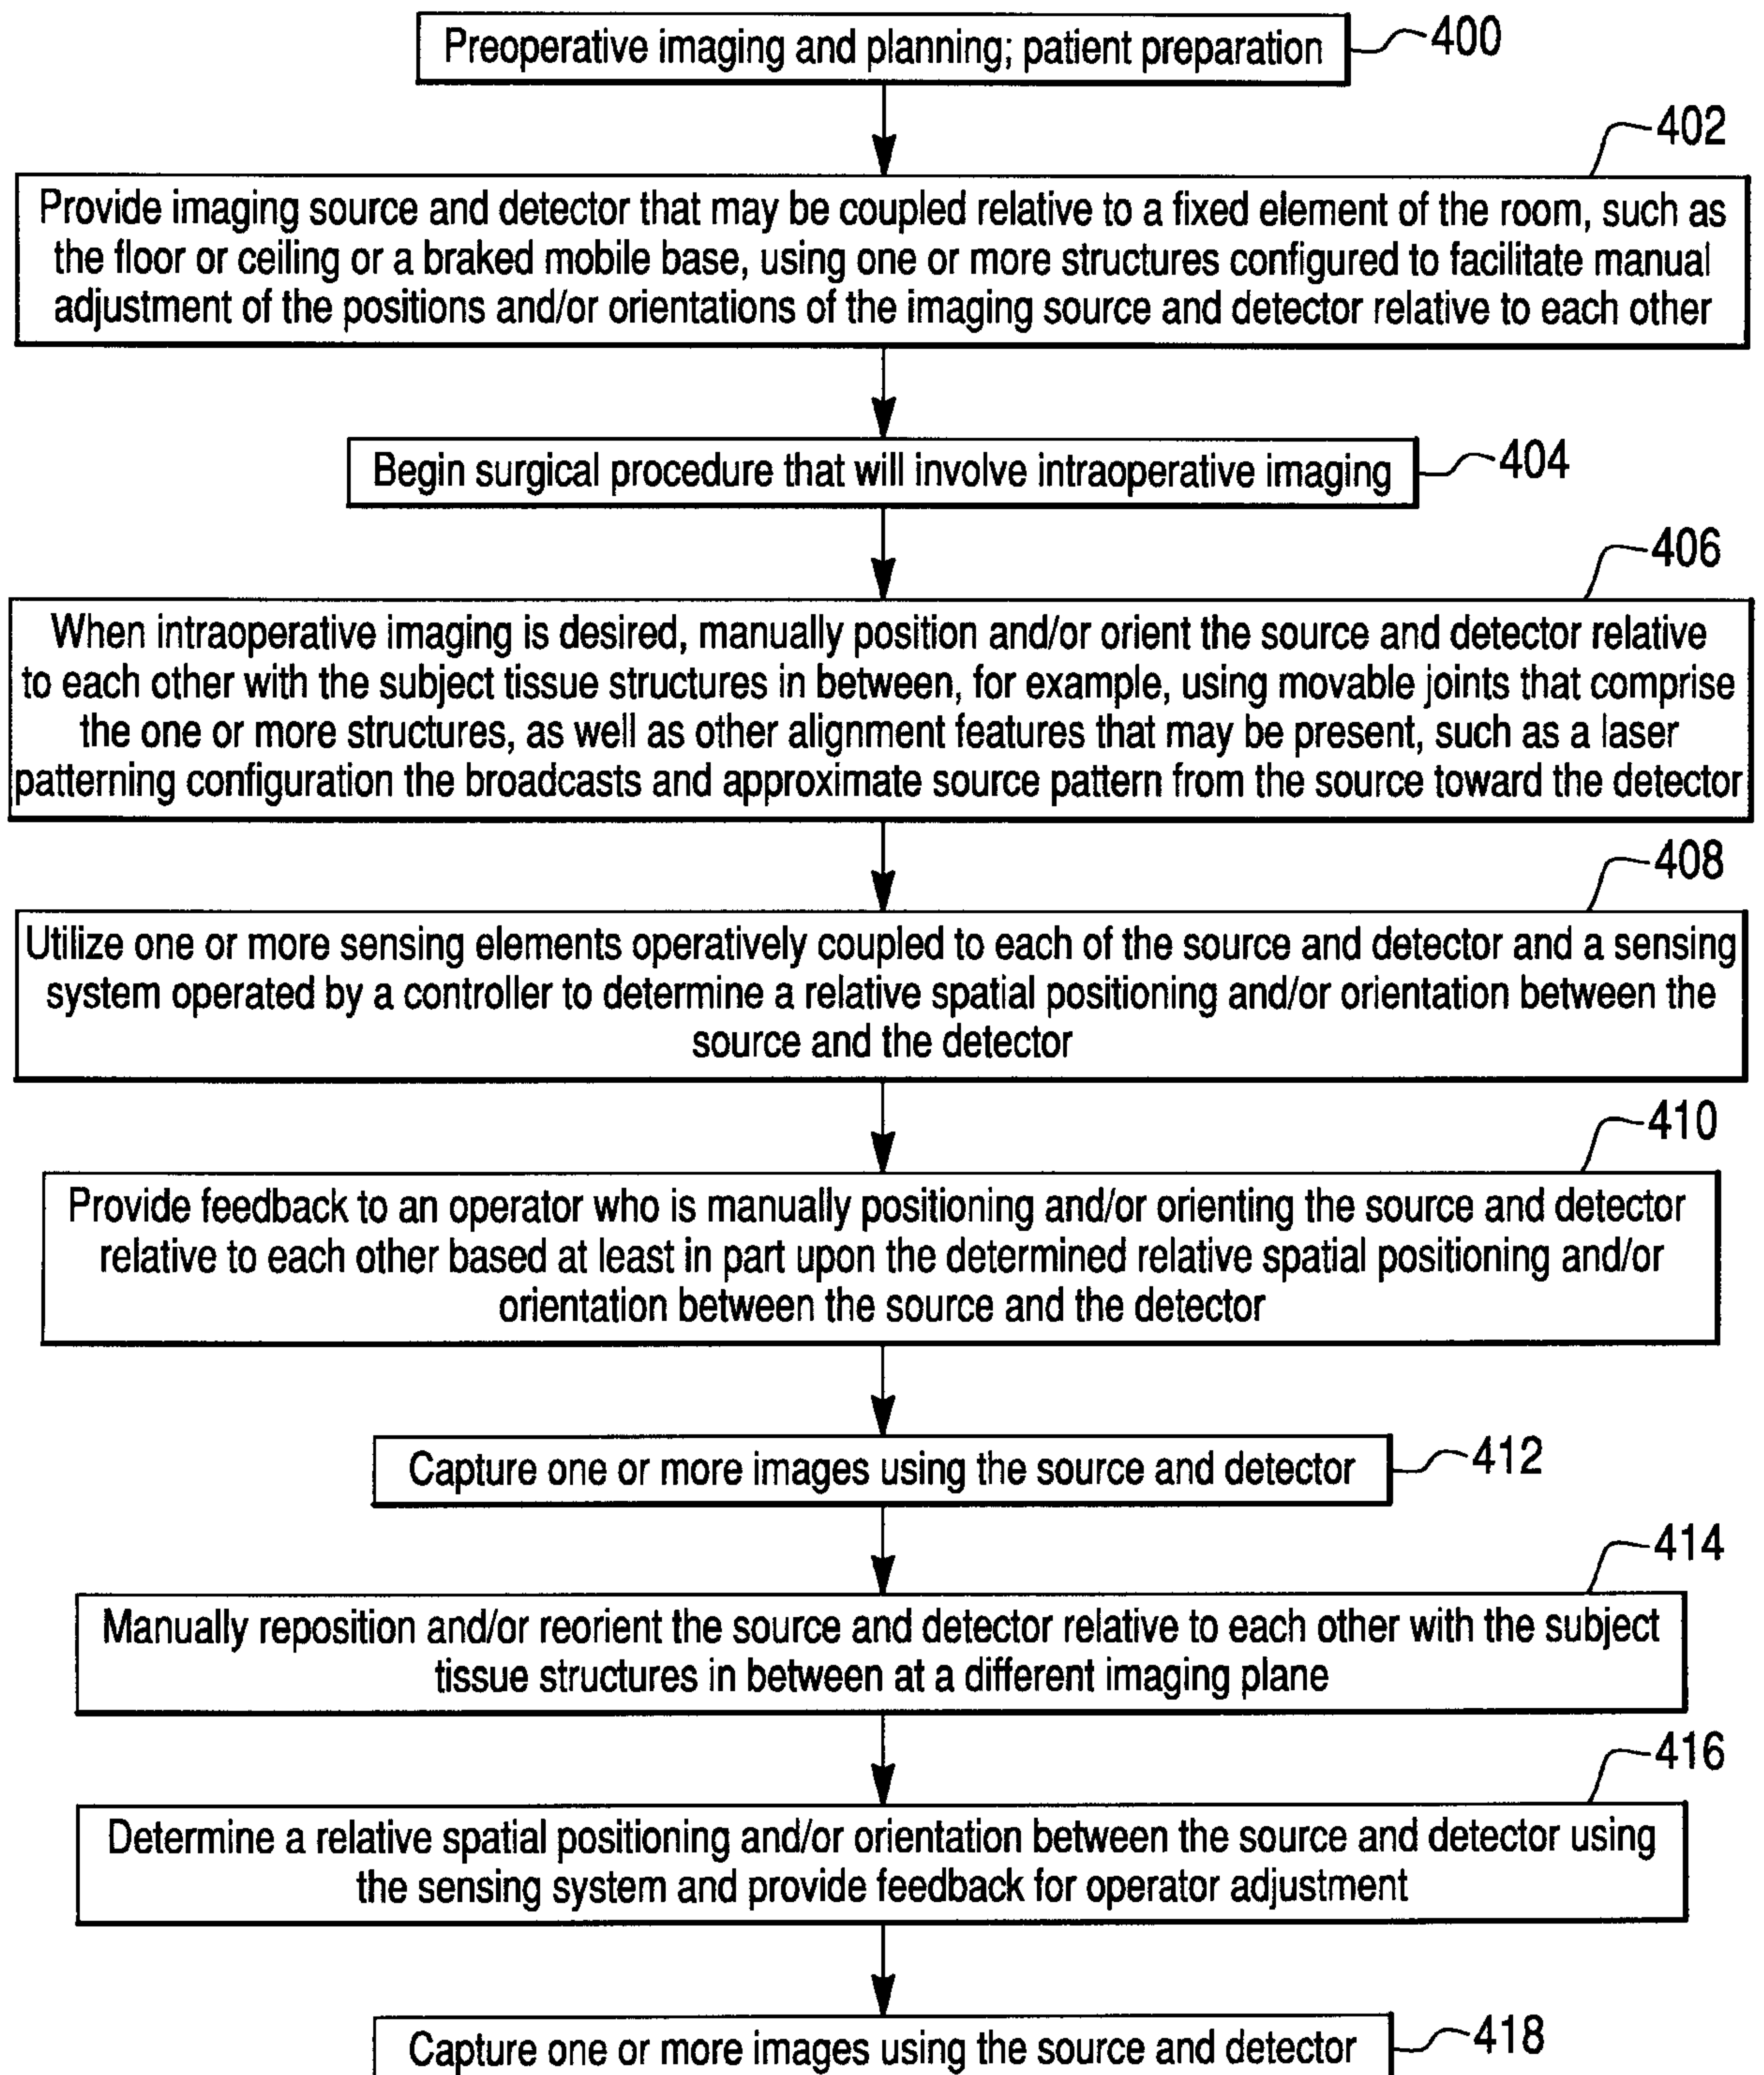 Preoperative imaging and planning; patient preparation
400
402
Provide imaging source and detector that may be coupled relative to a fixed element of the room, such as
the floor or ceiling or a braked mobile base, using one or more structures configured to facilitate manual
adjustment of the positions and/or orientations of the imaging source and detector relative to each other
Begin surgical procedure that will involve intraoperative imaging
404
406
When intraoperative imaging is desired, manually position and/or orient the source and detector relative
to each other with the subject tissue structures in between, for example, using movable joints that comprise
the one or more structures, as well as other alignment features that may be present, such as a laser
patterning configuration the broadcasts and approximate source pattern from the source toward the detector
408
Utilize one or more sensing elements operatively coupled to each of the source and detector and a sensing
system operated by a controller to determine a relative spatial positioning and/or orientation between the
source and the detector
410
Provide feedback to an operator who is manually positioning and/or orienting the source and detector
relative to each other based at least in part upon the determined relative spatial positioning and/or
orientation between the source and the detector
Capture one or more images using the source and detector
412
414
Manually reposition and/or reorient the source and detector relative to each other with the subject
tissue structures in between at a different imaging plane
416
Determine a relative spatial positioning and/or orientation between the source and detector using
the sensing system and provide feedback for operator adjustment
Capture one or more images using the source and detector
418